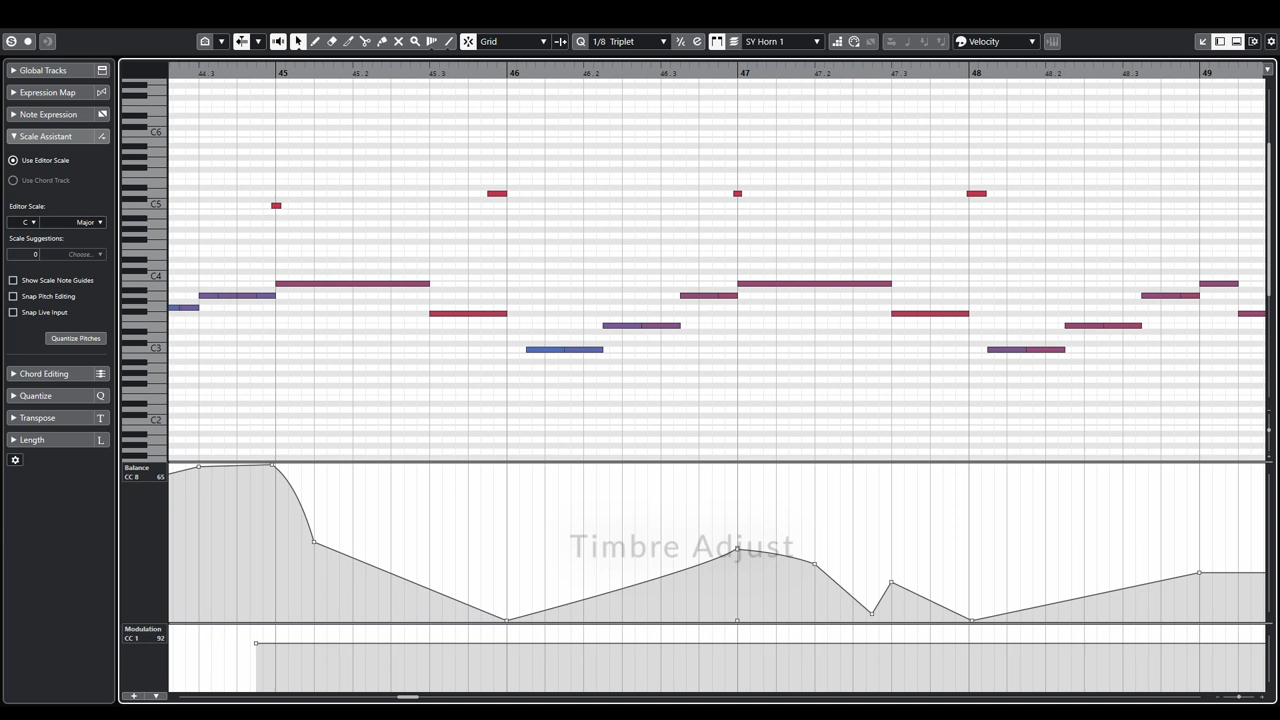 Grid
1/8 Triplet
SY Horn 1
Velocity
Global Tracks
Expression Map
Note Expression
Scale Assistant
Use Editor Scale
Use Chord Track
Editor Scale:
C
Major
Scale Suggestions:
0
Choose...
Show Scale Note Guides
Snap Pitch Editing
Snap Live Input
Quantize Pitches
Chord Editing
Quantize Q
Transpose T
Length L
44.3 45 45.2 45.3 46 46.2 46.3 47 47.2 47.3 48 48.2 48.3 49
C6
C5
C4
C3
C2
Balance
CC 8 65
Timbre Adjust
Modulation
CC 1 92